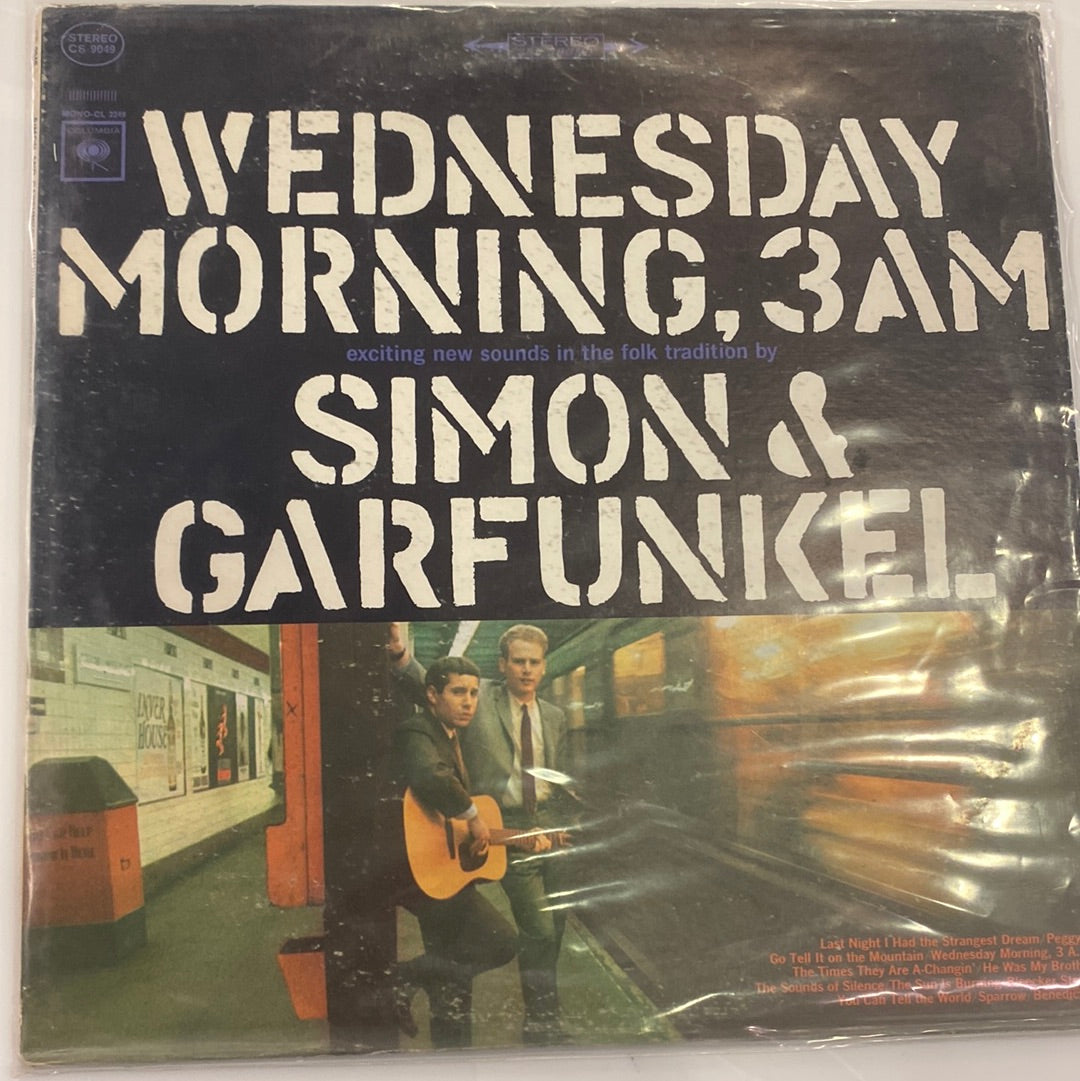 STEREO
CS 9049
STEREO
MONO-CL 2249
COLUMBIA
WEDNESDAY
MORNING, 3AM
exciting new sounds in the folk tradition by
SIMON &
GARFUNKEL
INVER
HOUSE
Last Night I Had the Strangest Dream/Peggy
Go Tell It on the Mountain/Wednesday Morning, 3 A.
The Times They Are A-Changin'/He Was My Broth
The Sounds of Silence/The Sun Is Burning
You Can Tell the World/Sparrow/Benedic